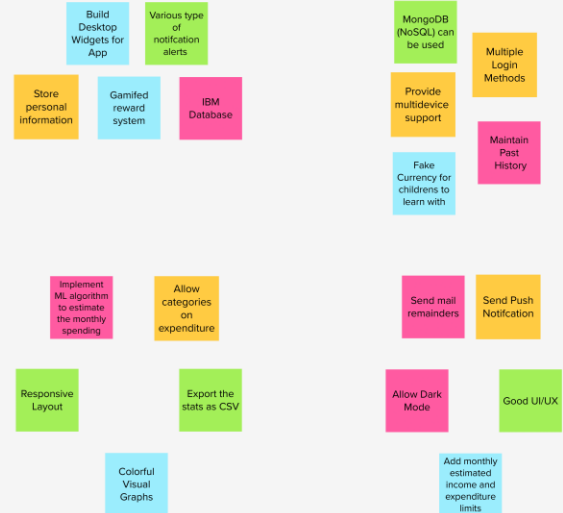 Build
Desktop
Widgets for
App
Various type
of
notifcation
alerts
Store
personal
information
Gamifed
reward
system
IBM
Database
MongoDB
(NoSQL) can
be used
Multiple
Login
Methods
Provide
multidevice
support
Maintain
Past
History
Fake
Currency for
childrens to
learn with
Implement
ML algorithm
to estimate
the monthly
spending
Allow
categories
on
expenditure
Send mail
remainders
Send Push
Notifcation
Responsive
Layout
Export the
stats as CSV
Allow Dark
Mode
Good UI/UX
Colorful
Visual
Graphs
Add monthly
estimated
income and
expenditure
limits